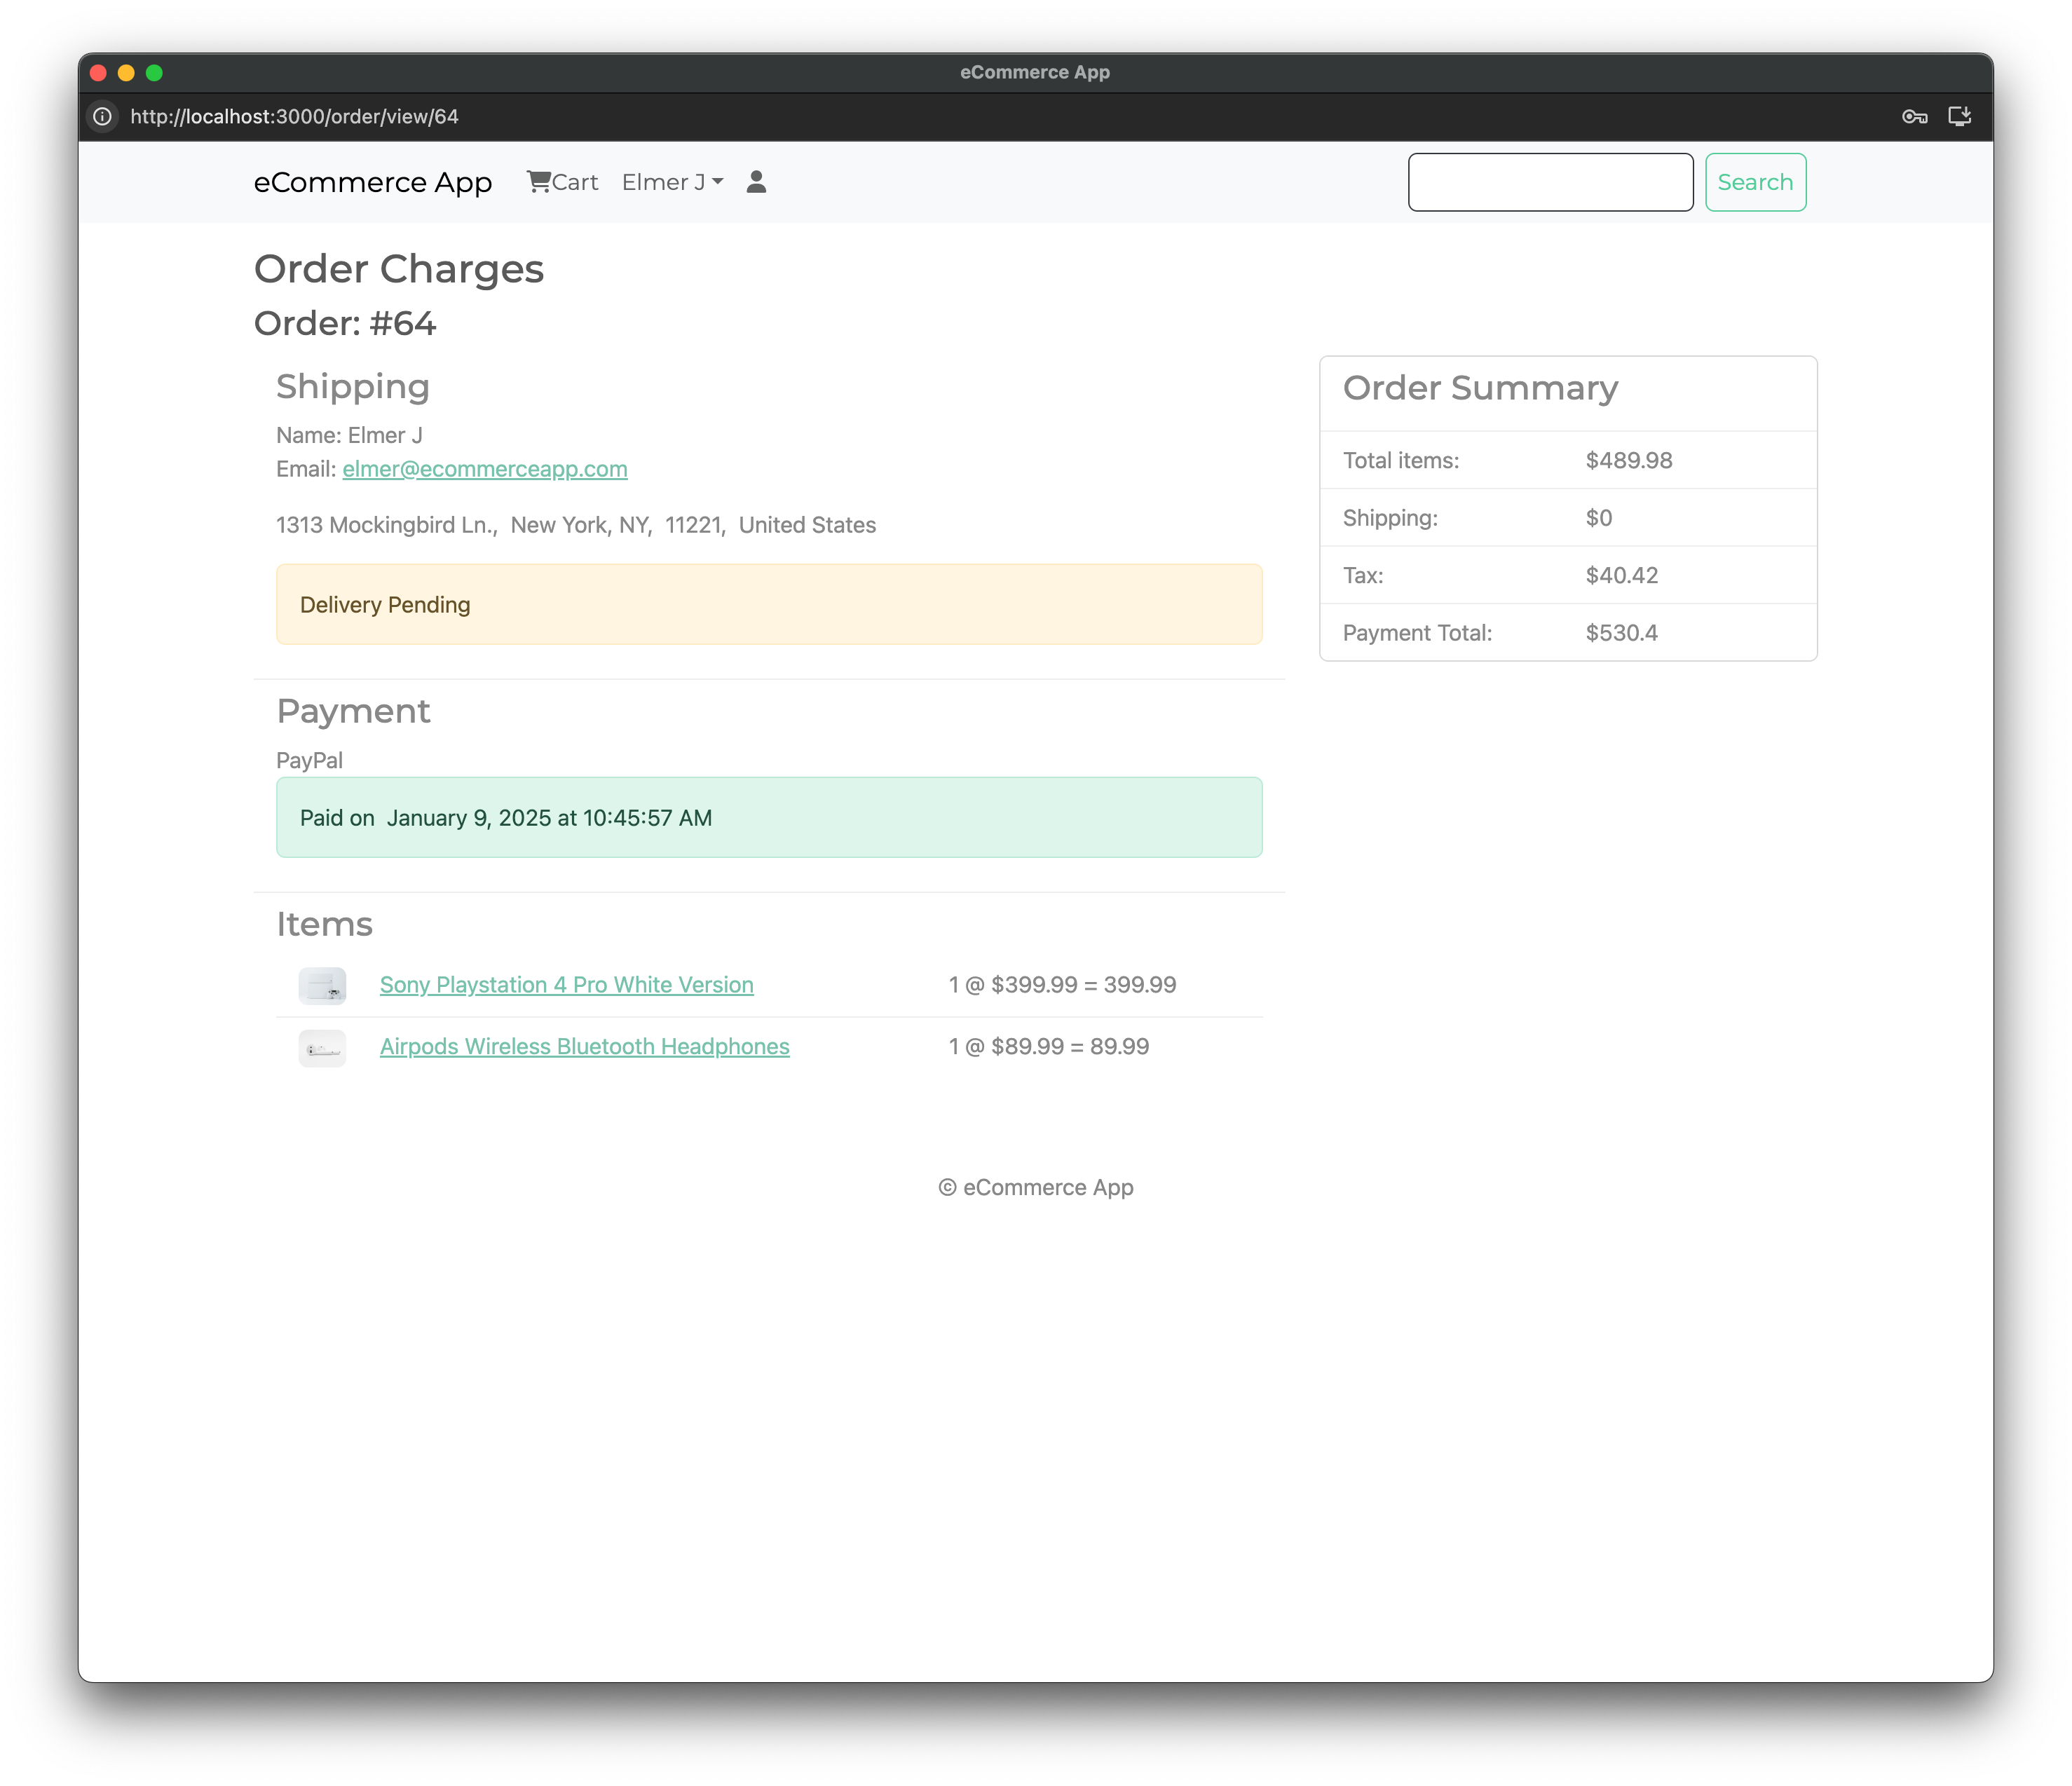 eCommerce App
http://localhost:3000/order/view/64
eCommerce App Cart Elmer J Search
Order Charges
Order: #64
Shipping
Name: Elmer J
Email: elmer@ecommerceapp.com
1313 Mockingbird Ln., New York, NY, 11221, United States
Delivery Pending
Payment
PayPal
Paid on January 9, 2025 at 10:45:57 AM
Items
Sony Playstation 4 Pro White Version 1 @ $399.99 = 399.99
Airpods Wireless Bluetooth Headphones 1 @ $89.99 = 89.99
Order Summary
Total items: $489.98
Shipping: $0
Tax: $40.42
Payment Total: $530.4
© eCommerce App